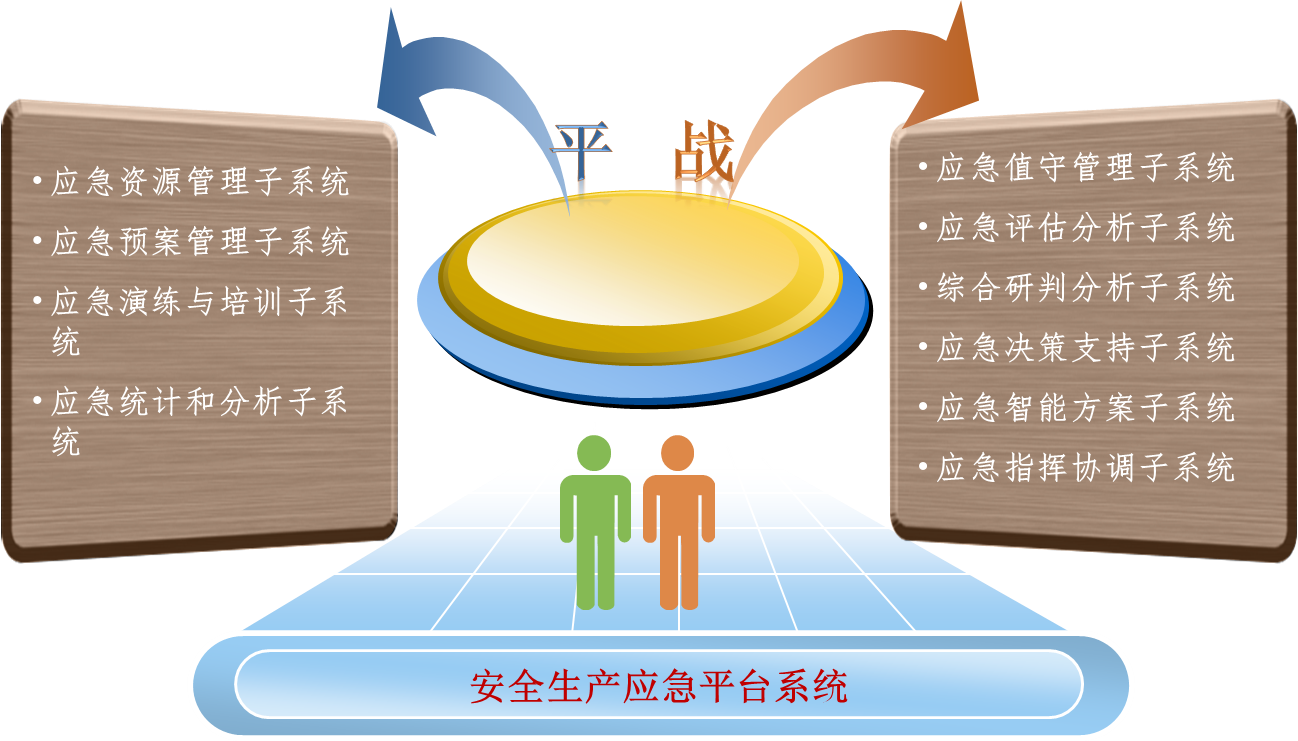 平 战
• 应急资源管理子系统
• 应急预案管理子系统
• 应急演练与培训子系
统
• 应急统计和分析子系
统
• 应急值守管理子系统
• 应急评估分析子系统
• 综合研判分析子系统
• 应急决策支持子系统
• 应急智能方案子系统
• 应急指挥协调子系统
安全生产应急平台系统